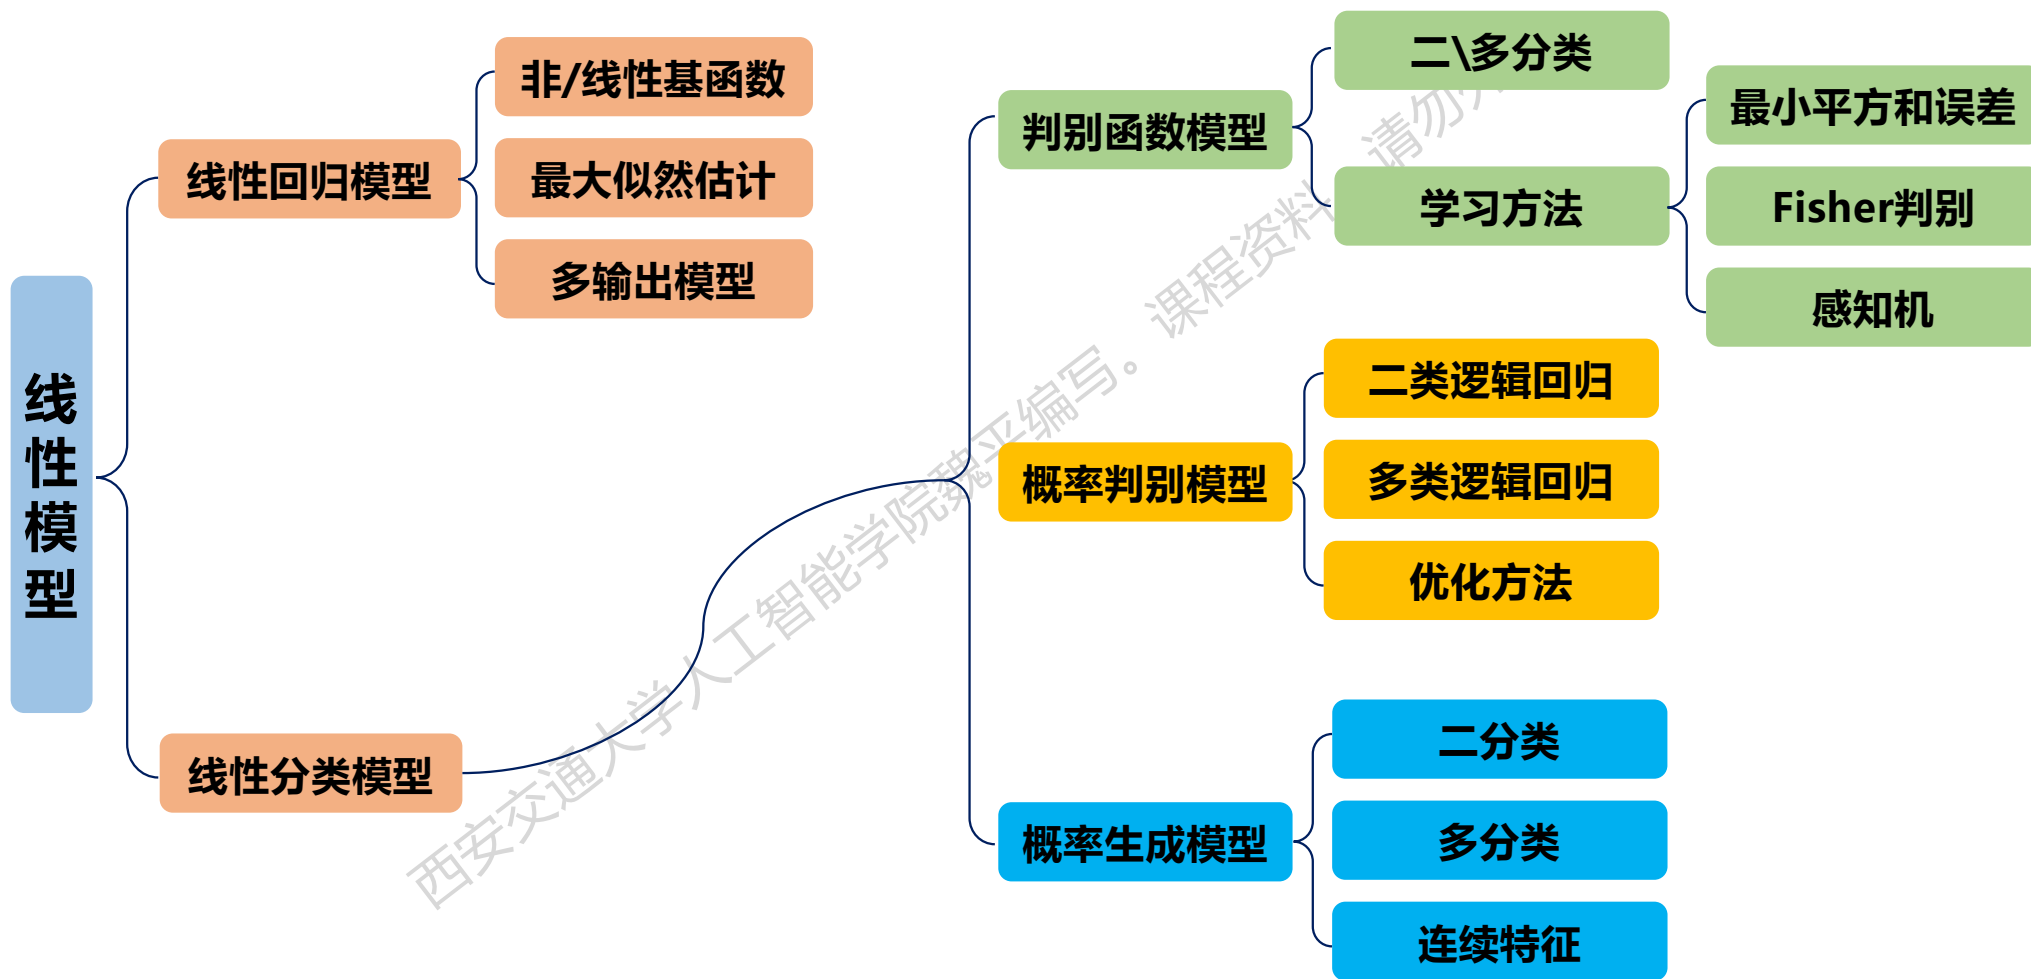 线性模型
线性回归模型
非/线性基函数
最大似然估计
多输出模型
线性分类模型
判别函数模型
二\多分类
学习方法
最小平方和误差
Fisher判别
感知机
概率判别模型
二类逻辑回归
多类逻辑回归
优化方法
概率生成模型
二分类
多分类
连续特征
西安交通大学人工智能学院魏平编写。课程资料 请勿